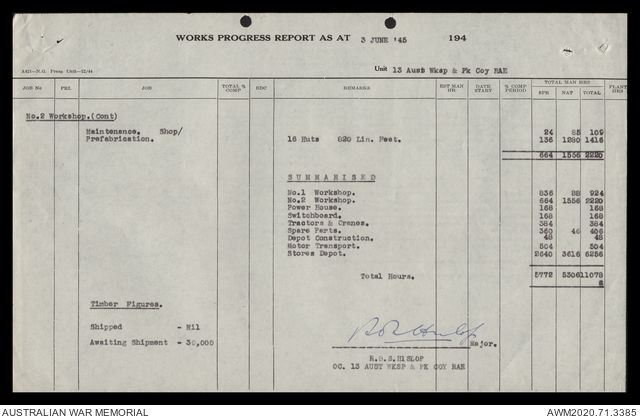 WORKS PROGRESS REPORT AS AT 3 JUNE '45 194
Unit 13 Aust Wksp & Pk Coy RAE
JOB No PRI. JOB TOTAL % COMP EDC REMARKS EST MAN HR. DATE START % COMP PERIOD TOTAL MAN HRS PLANT HRS/
EPR NAT TOTAL
No.2 Workshop.(Cont)
Maintenance. Shop/ 24 85 109
Prefabrication. 16 Huts 820 Lin. Feet. 136 1280 1416
664 1556 2220
SUMMARISED
No.1 Workshop. 836 88 924
No.2 Workshop. 664 1556 2220
Power House. 168 168
Switchboard. 168 168
Tractors & Cranes. 384 384
Spare Parts. 360 46 406
Depot Construction. 48 48
Motor Transport. 504 504
Stores Depot. 2640 3616 6256
Total Hours. 5772 5306 11078
Timber Figures.
Shipped - Nil
Awaiting Shipment - 30,000
Major.
R.B.S. HISLOP
OC. 13 AUST WKSP & PK COY RAE
AUSTRALIAN WAR MEMORIAL AWM2020.71.3385